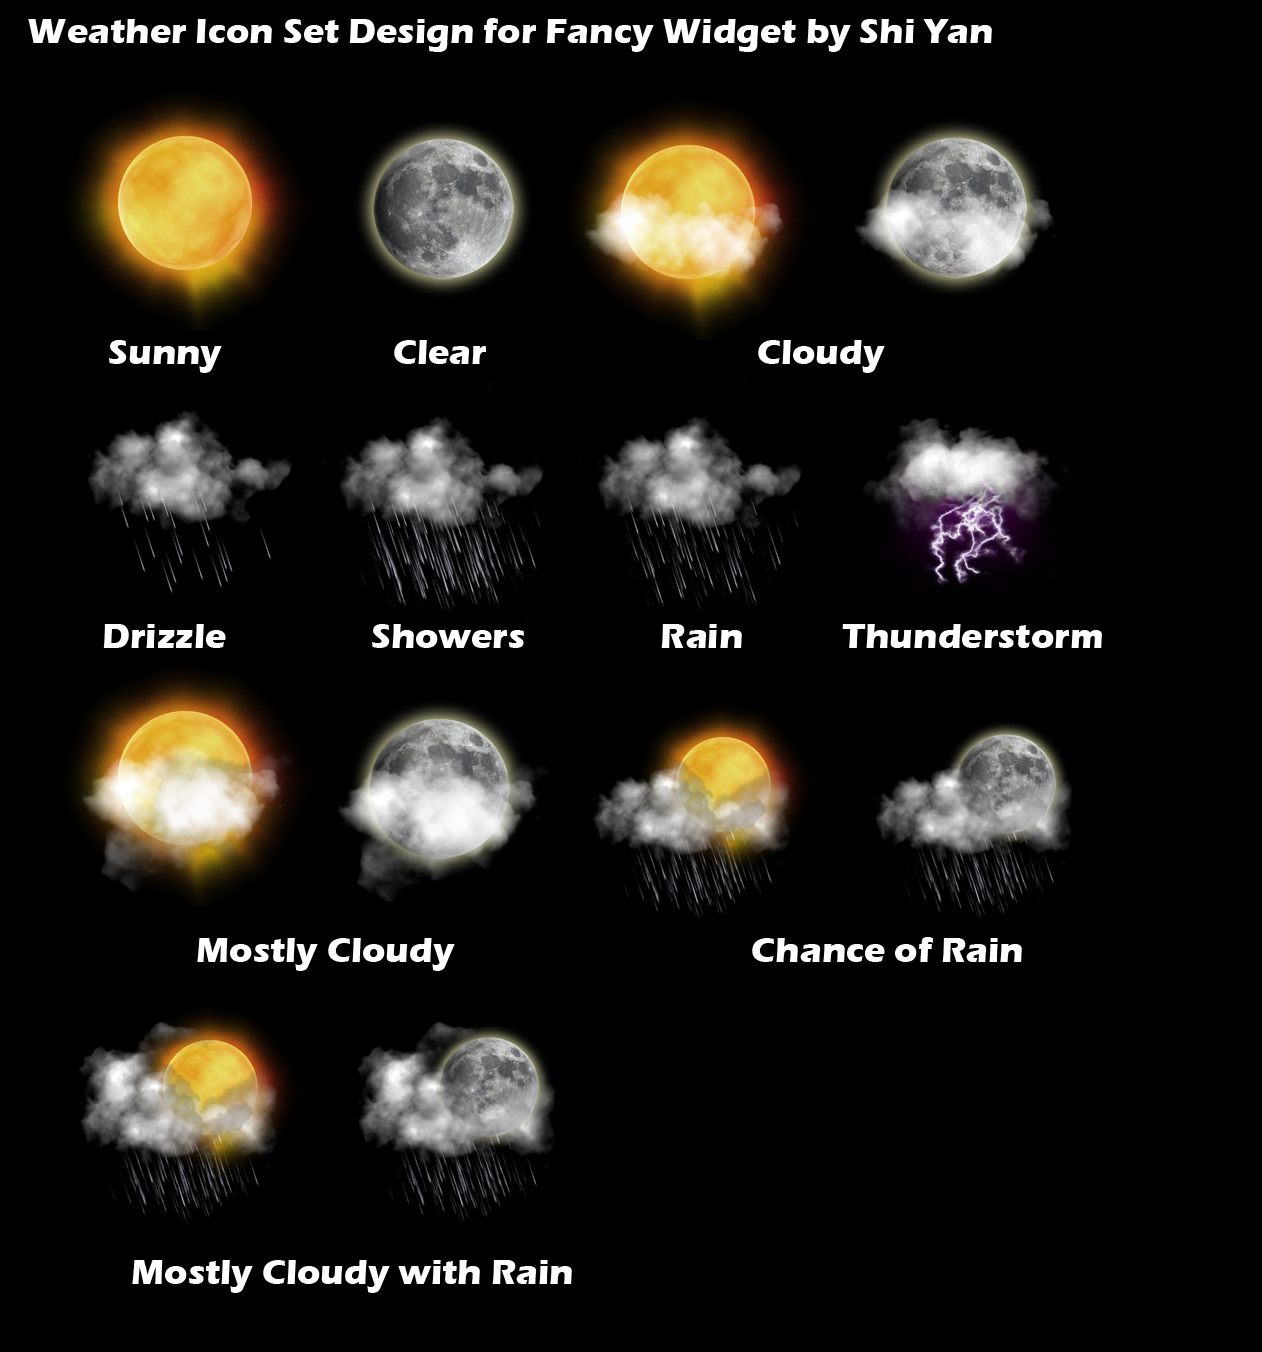 Weather Icon Set Design for Fancy Widget by Shi Yan
Sunny
Clear
Cloudy
Drizzle
Showers
Rain
Thunderstorm
Mostly Cloudy
Chance of Rain
Mostly Cloudy with Rain